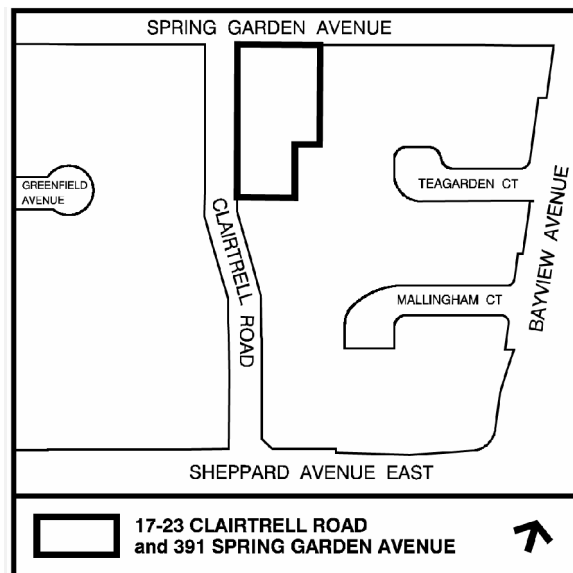 SPRING GARDEN AVENUE
GREENFIELD
AVENUE
TEAGARDEN CT
CLAIRTRELL ROAD
BAYVIEW AVENUE
MALLINGHAM CT
SHEPPARD AVENUE EAST
17-23 CLAIRTRELL ROAD
and 391 SPRING GARDEN AVENUE